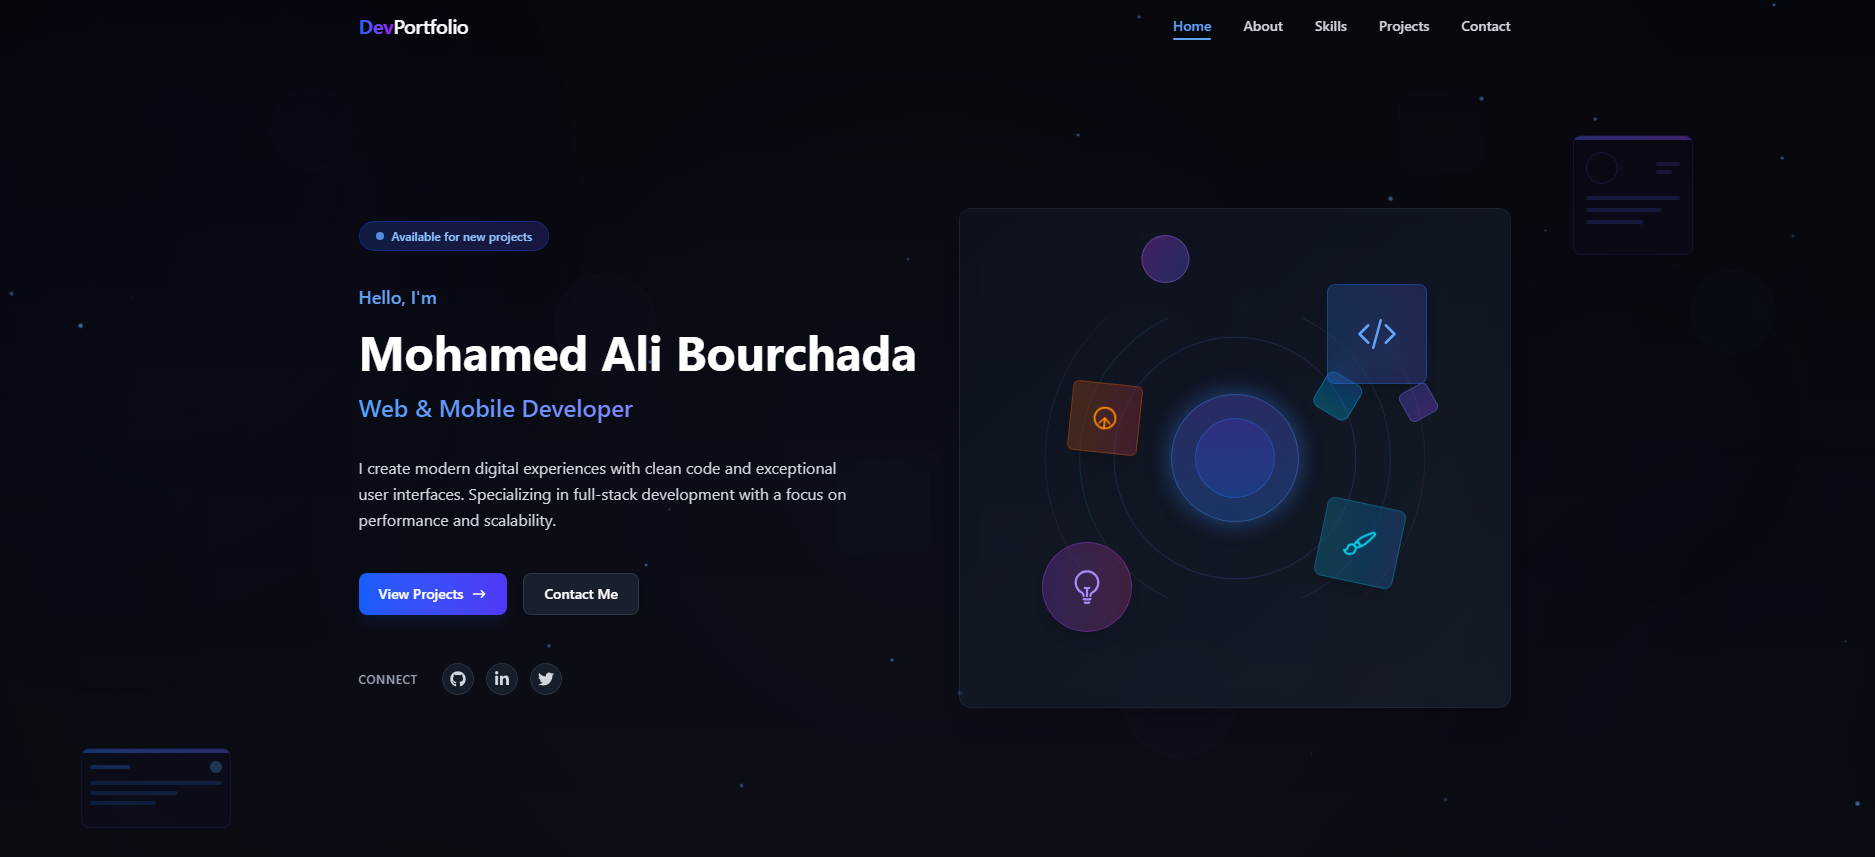 DevPortfolio
Home About Skills Projects Contact
Available for new projects
Hello, I'm
Mohamed Ali Bourchada
Web & Mobile Developer
I create modern digital experiences with clean code and exceptional
user interfaces. Specializing in full-stack development with a focus on
performance and scalability.
View Projects →
Contact Me
CONNECT